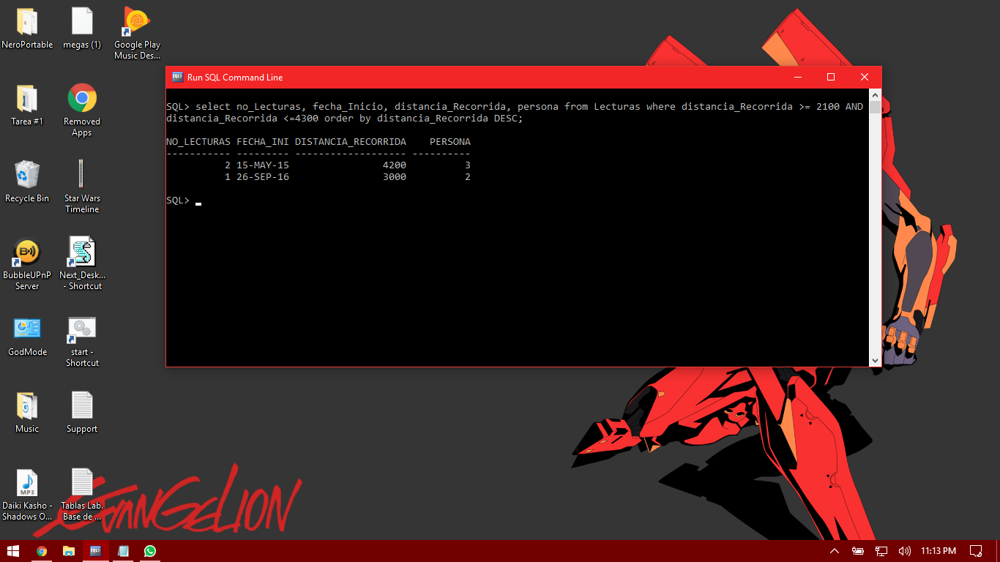 NeroPortable
megas (1)
Google Play
Music Des...
Tarea #1
Removed
Apps
Recycle Bin
Star Wars
Timeline
BubbleUPnP
Server
Next_Desk...
- Shortcut
GodMode
start -
Shortcut
Music
Support
MP3
Daiki Kasho -
Shadows O...
Tablas Lab.
Base de ...
EVANGELION
SQL> Run SQL Command Line
SQL> select no_Lecturas, fecha_Inicio, distancia_Recorrida, persona from Lecturas where distancia_Recorrida >= 2100 AND
distancia_Recorrida <=4300 order by distancia_Recorrida DESC;
NO_LECTURAS FECHA_INI DISTANCIA_RECORRIDA    PERSONA
----------- --------- ------------------- ----------
2 15-MAY-15                4200          3
1 26-SEP-16                3000          2
SQL>
SQL>
11:13 PM